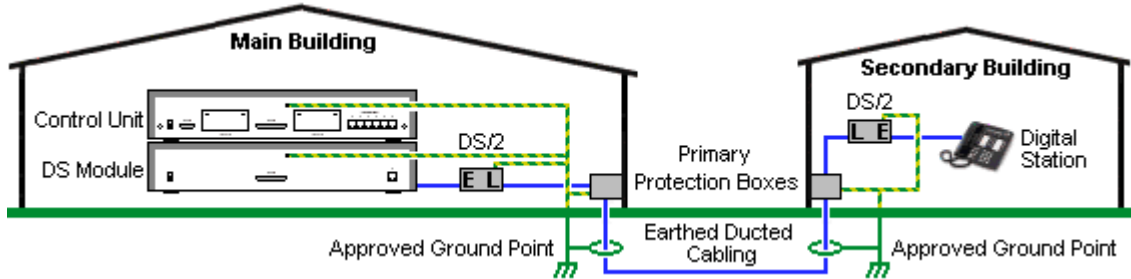 Main Building
Secondary Building
Control Unit
DS Module
DS/2
E L
Primary
Protection Boxes
DS/2
L E
Digital
Station
Approved Ground Point
Earthed Ducted
Cabling
Approved Ground Point